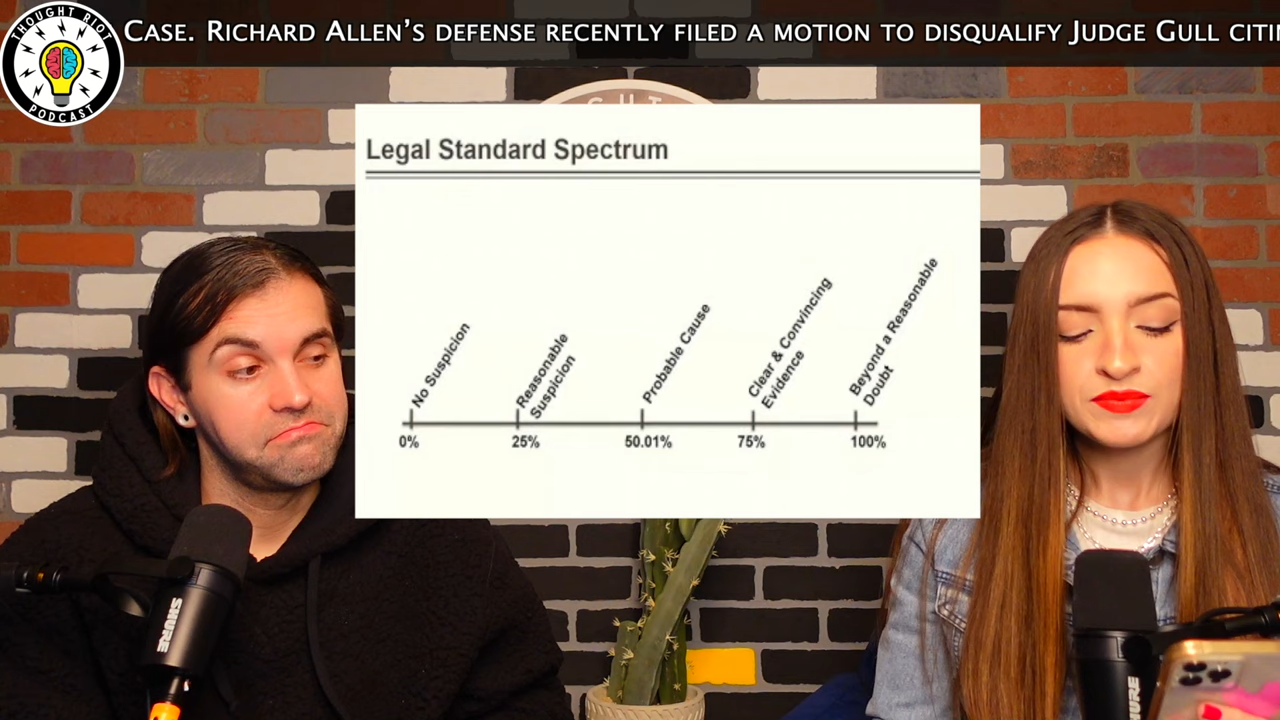 CASE. RICHARD ALLEN'S DEFENSE RECENTLY FILED A MOTION TO DISQUALIFY JUDGE GULL CITI
THOUGHT RIOT
PODCAST
Legal Standard Spectrum
No Suspicion
Reasonable
Suspicion
Probable Cause
Clear & Convincing
Evidence
Beyond a Reasonable
Doubt
0%
25%
50.01%
75%
100%
SHURE